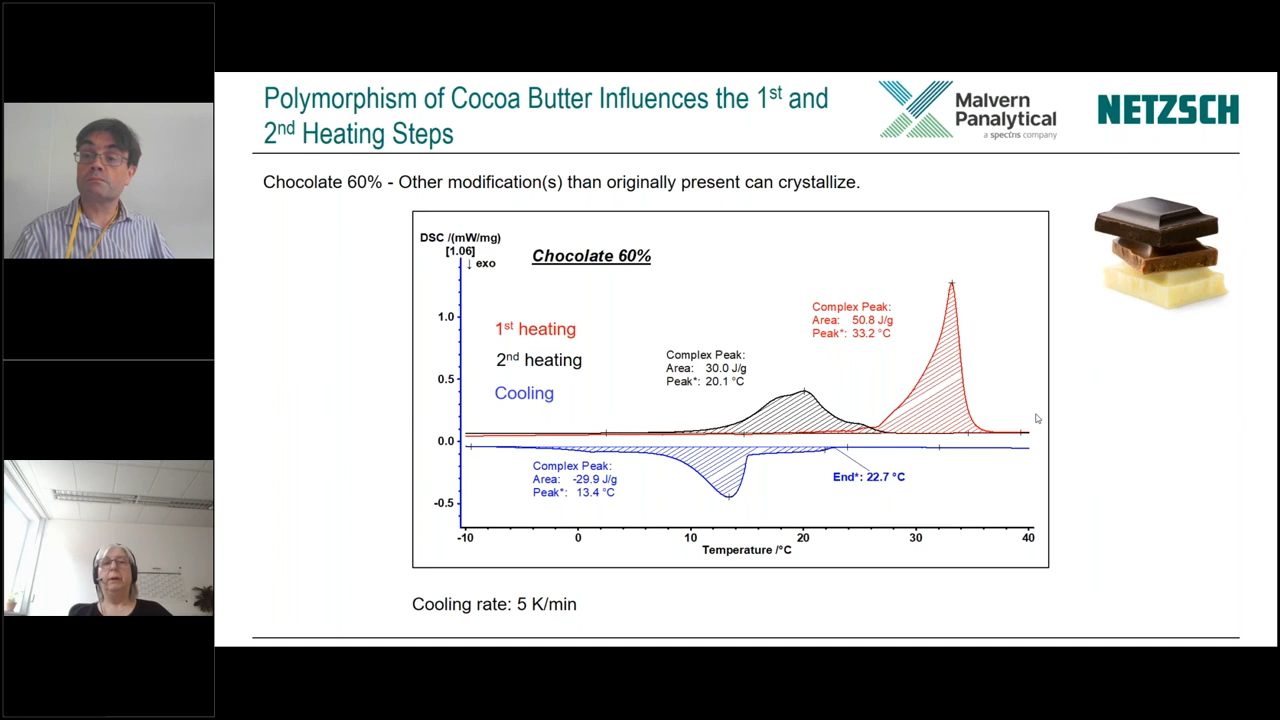 Polymorphism of Cocoa Butter Influences the 1st and
2nd Heating Steps
Malvern
Panalytical
a spectris company
NETZSCH
Chocolate 60% - Other modification(s) than originally present can crystallize.
DSC /(mW/mg)
[1.06]
↓ exo
Chocolate 60%
1st heating
2nd heating
Cooling
Complex Peak:
Area: 50.8 J/g
Peak*: 33.2 °C
Complex Peak:
Area: 30.0 J/g
Peak*: 20.1 °C
Complex Peak:
Area: -29.9 J/g
Peak*: 13.4 °C
End*: 22.7 °C
1.0
0.5
0.0
-0.5
-10 0 10 20 30 40
Temperature /°C
Cooling rate: 5 K/min